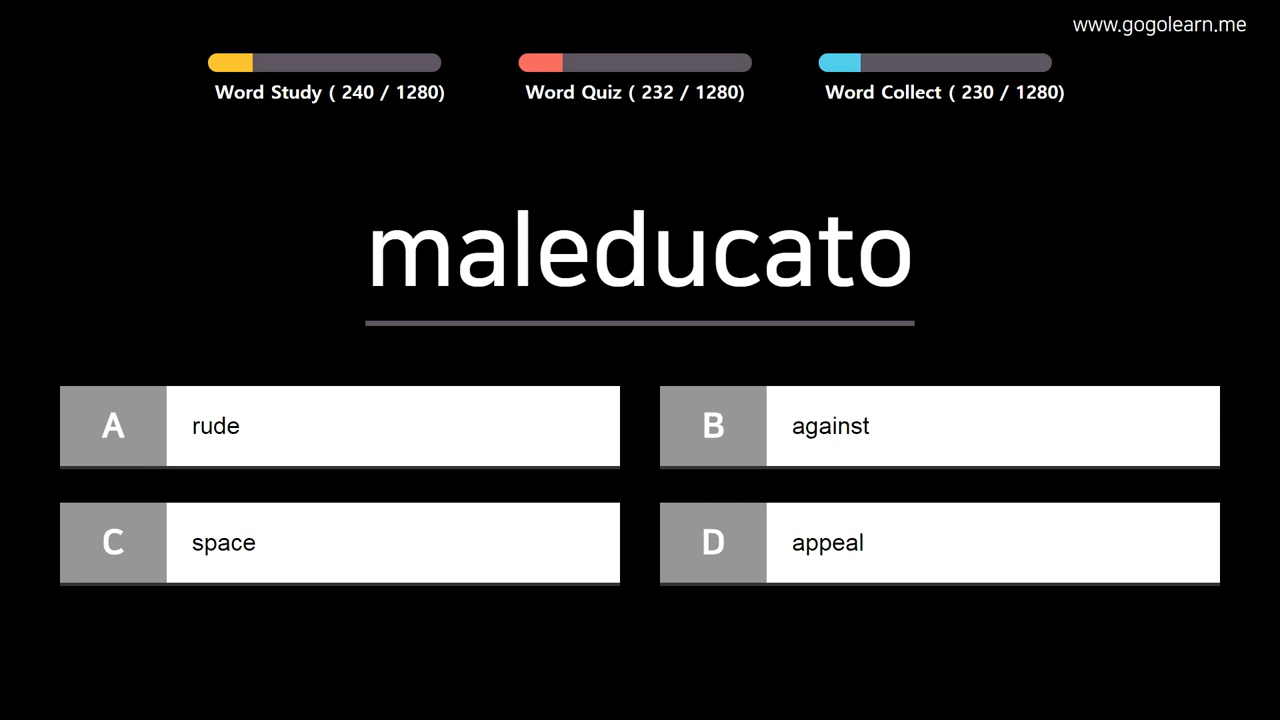 www.gogolearn.me
Word Study ( 240 / 1280)
Word Quiz ( 232 / 1280)
Word Collect ( 230 / 1280)
maleducato
A rude
B against
C space
D appeal